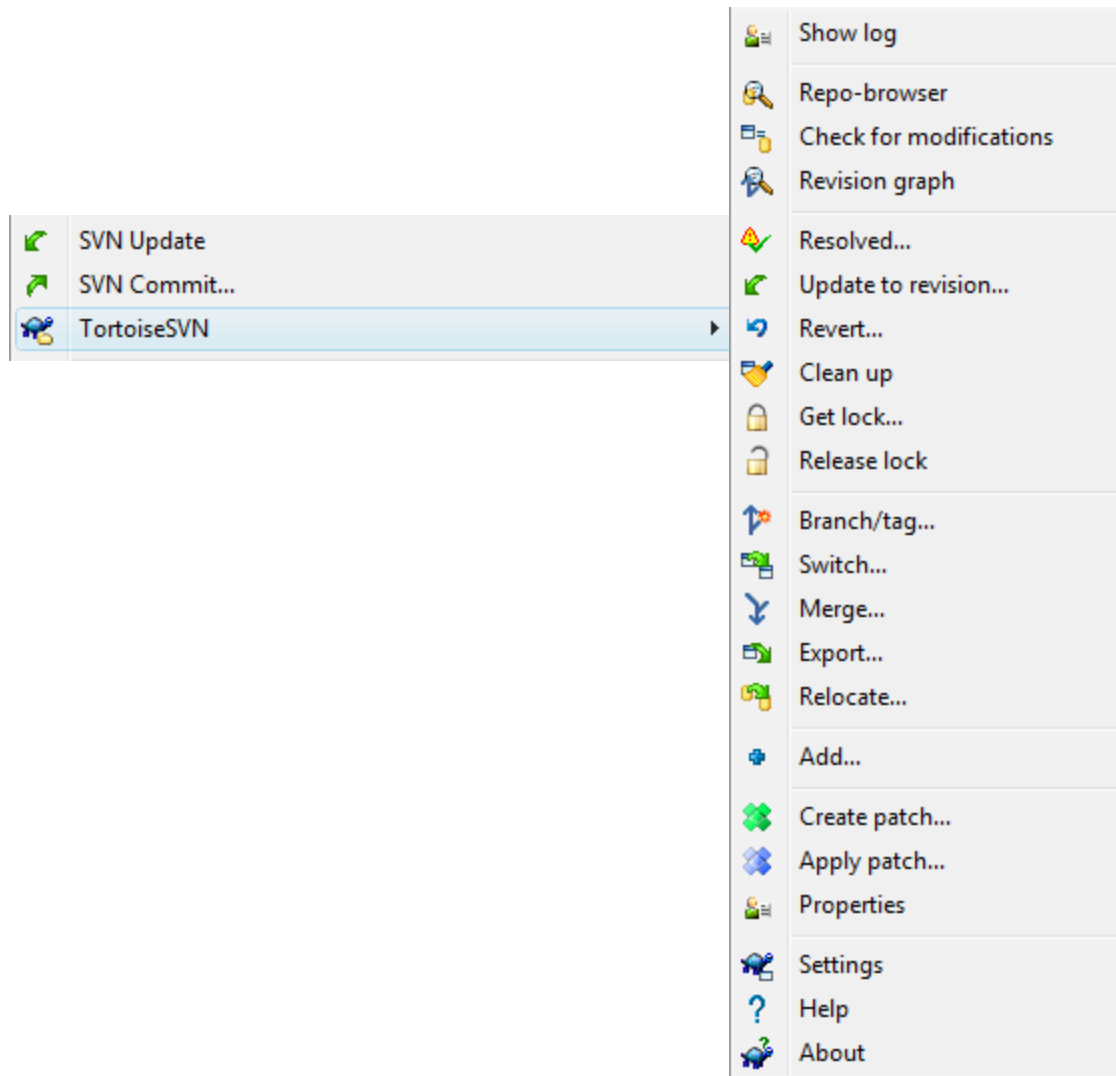 SVN Update
SVN Commit...
TortoiseSVN
Show log
Repo-browser
Check for modifications
Revision graph
Resolved...
Update to revision...
Revert...
Clean up
Get lock...
Release lock
Branch/tag...
Switch...
Merge...
Export...
Relocate...
Add...
Create patch...
Apply patch...
Properties
Settings
Help
About